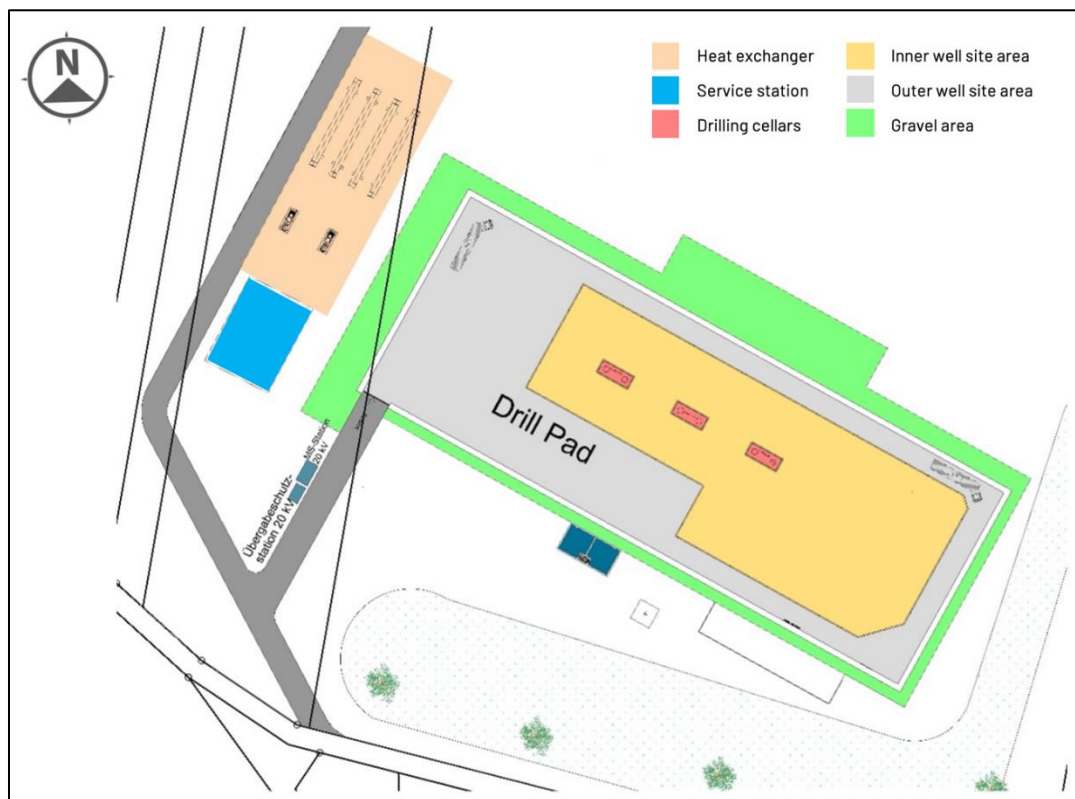 N
Heat exchanger
Service station
Drilling cellars
Inner well site area
Outer well site area
Gravel area
Drill Pad
MS-Station
20 kV
Übergabeschutz-
station 20 kV